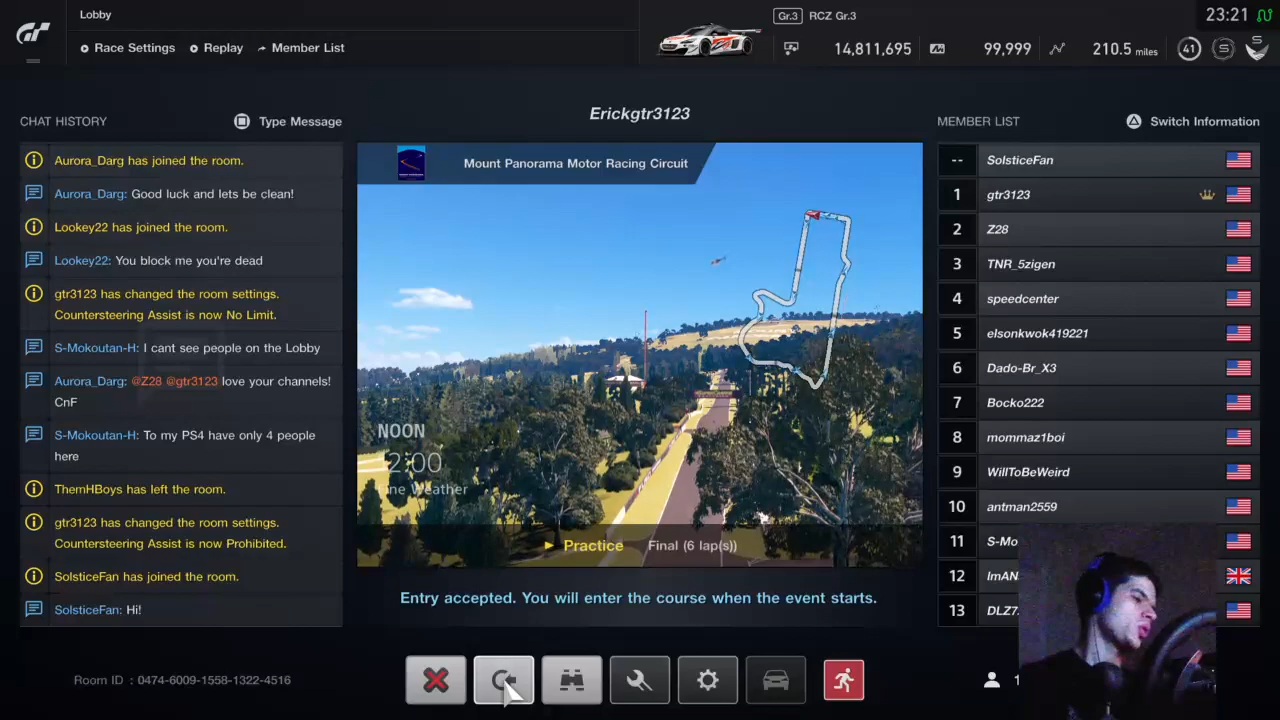 Lobby
Gr.3 RCZ Gr.3
23:21
Race Settings Replay Member List
14,811,695 99,999 210.5 miles 41 S S
CHAT HISTORY Type Message
Erickgtr3123
MEMBER LIST Switch Information
Mount Panorama Motor Racing Circuit
Aurora_Darg has joined the room.
Aurora_Darg: Good luck and lets be clean!
Lookey22 has joined the room.
Lookey22: You block me you're dead
gtr3123 has changed the room settings.
Countersteering Assist is now No Limit.
S-Mokoutan-H: I cant see people on the Lobby
Aurora_Darg: @Z28 @gtr3123 love your channels!
CnF
S-Mokoutan-H: To my PS4 have only 4 people
here
ThemHBoys has left the room.
gtr3123 has changed the room settings.
Countersteering Assist is now Prohibited.
SolsticeFan has joined the room.
SolsticeFan: Hi!
NOON
2:00
Weather
Practice Final (6 lap(s))
Entry accepted. You will enter the course when the event starts.
-- SolsticeFan
1 gtr3123
2 Z28
3 TNR_5zigen
4 speedcenter
5 elsonkwok419221
6 Dado-Br_X3
7 Bocko222
8 mommaz1boi
9 WillToBeWeird
10 antman2559
11 S-Mo
12 ImAN
13 DLZ7
Room ID : 0474-6009-1558-1322-4516
1